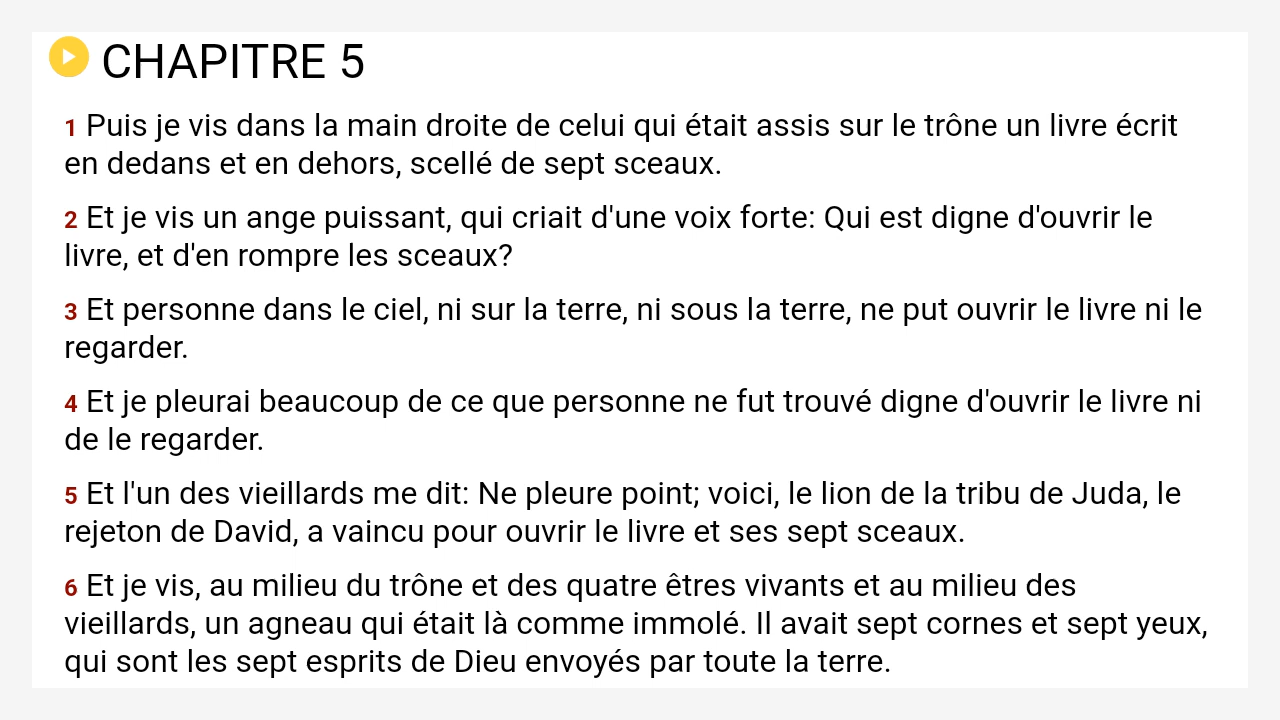 CHAPITRE 5
1 Puis je vis dans la main droite de celui qui était assis sur le trône un livre écrit
en dedans et en dehors, scellé de sept sceaux.
2 Et je vis un ange puissant, qui criait d'une voix forte: Qui est digne d'ouvrir le
livre, et d'en rompre les sceaux?
3 Et personne dans le ciel, ni sur la terre, ni sous la terre, ne put ouvrir le livre ni le
regarder.
4 Et je pleurai beaucoup de ce que personne ne fut trouvé digne d'ouvrir le livre ni
de le regarder.
5 Et l'un des vieillards me dit: Ne pleure point; voici, le lion de la tribu de Juda, le
rejeton de David, a vaincu pour ouvrir le livre et ses sept sceaux.
6 Et je vis, au milieu du trône et des quatre êtres vivants et au milieu des
vieillards, un agneau qui était là comme immolé. Il avait sept cornes et sept yeux,
qui sont les sept esprits de Dieu envoyés par toute la terre.